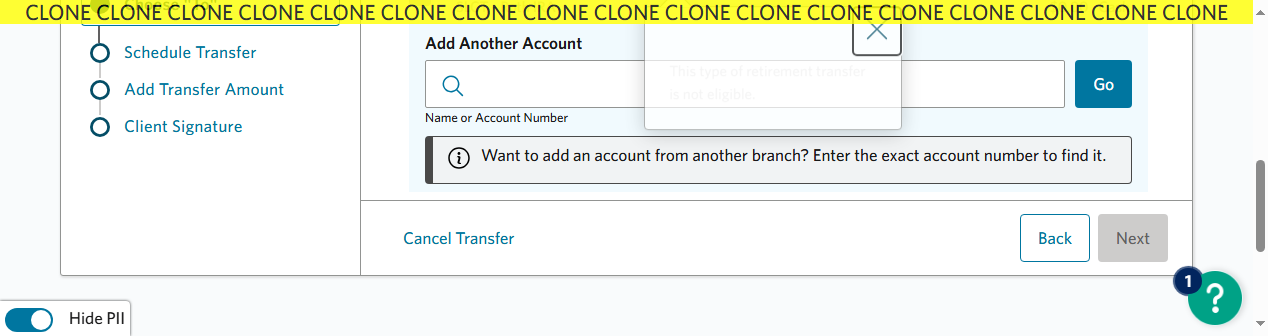 CLONE CLONE CLONE CLONE CLONE CLONE CLONE CLONE CLONE CLONE CLONE CLONE CLONE CLONE CLONE CLONE CLONE
Schedule Transfer
Add Transfer Amount
Client Signature
Add Another Account
This type of retirement transfer
is not eligible.
Go
Name or Account Number
Want to add an account from another branch? Enter the exact account number to find it.
Cancel Transfer
Back
Next
1
?
Hide PII